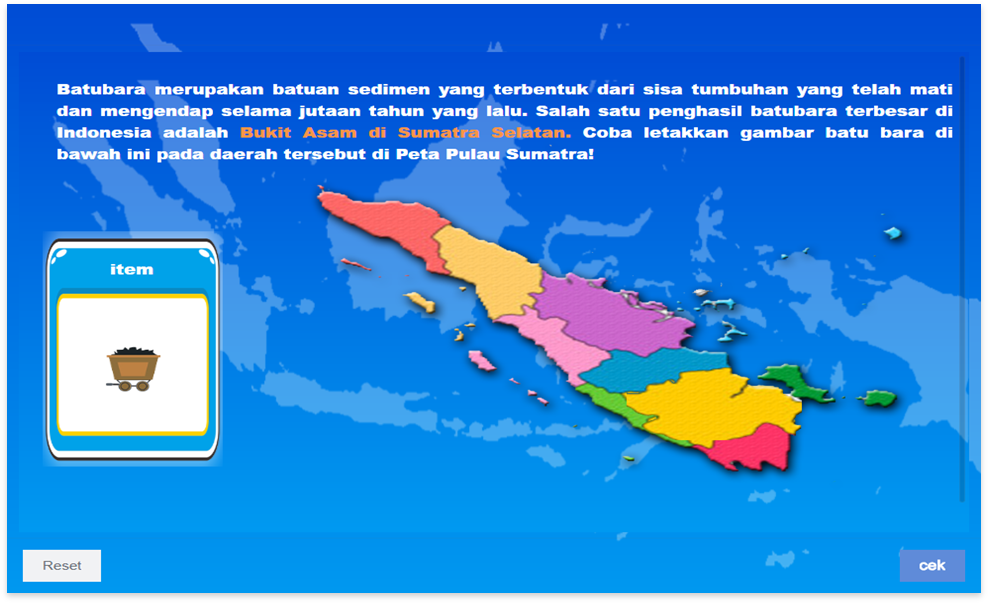 Batubara merupakan batuan sedimen yang terbentuk dari sisa tumbuhan yang telah mati
dan mengendap selama jutaan tahun yang lalu. Salah satu penghasil batubara terbesar di
Indonesia adalah Bukit Asam di Sumatra Selatan. Coba letakkan gambar batu bara di
bawah ini pada daerah tersebut di Peta Pulau Sumatra!
item
Reset
cek